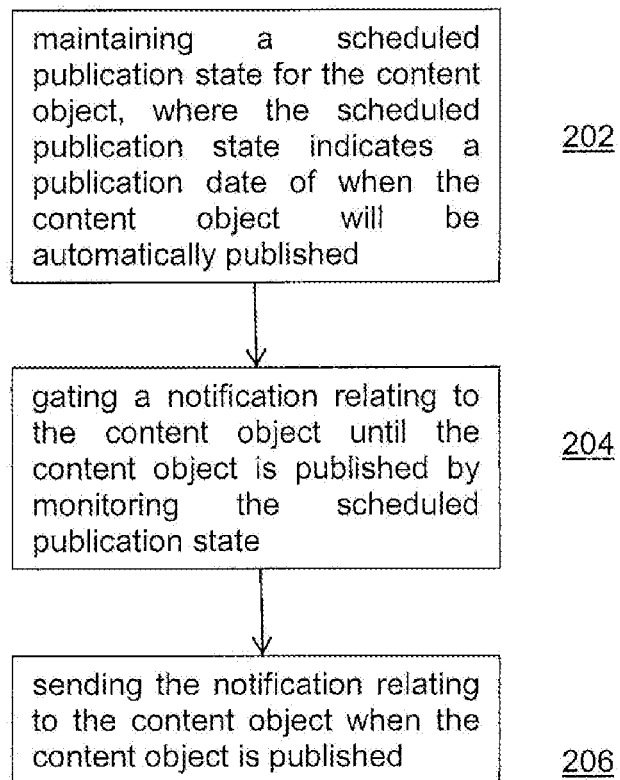 maintaining a scheduled
publication state for the content
object, where the scheduled
publication state indicates a
publication date of when the
content object will be
automatically published
202
gating a notification relating to
the content object until the
content object is published by
monitoring the scheduled
publication state
204
sending the notification relating
to the content object when the
content object is published
206